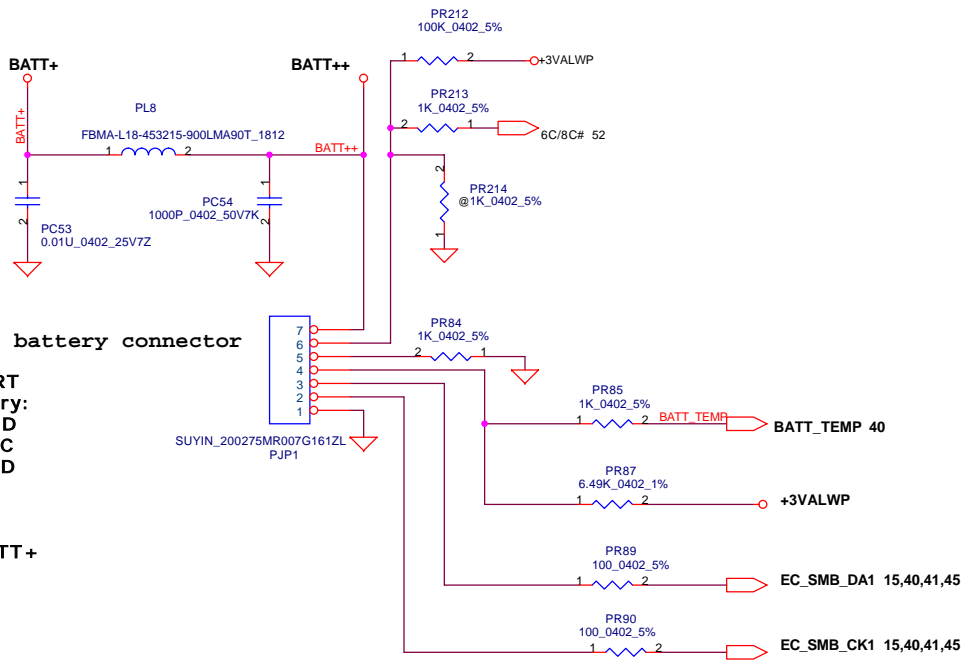 PR212
100K_0402_5%
1 2 +3VALWP
BATT+ BATT++
PR213
1K_0402_5%
2 1 6C/8C# 52
PL8
FBMA-L18-453215-900LMA90T_1812
BATT+
1 2 BATT++
2
PR214
@1K_0402_5%
1
1
2
PC53
0.01U_0402_25V7Z
1
PC54
1000P_0402_50V7K
2
battery connector
7
6
5
4
3
2
1
SUYIN_200275MR007G161ZL
PJP1
PR84
1K_0402_5%
2 1
RT
ry:
D
C
D
TT+
PR85
1K_0402_5%
1 2 BATT_TEMP BATT_TEMP 40
PR87
6.49K_0402_1%
1 2 +3VALWP
PR89
100_0402_5%
1 2 EC_SMB_DA1 15,40,41,45
PR90
100_0402_5%
1 2 EC_SMB_CK1 15,40,41,45